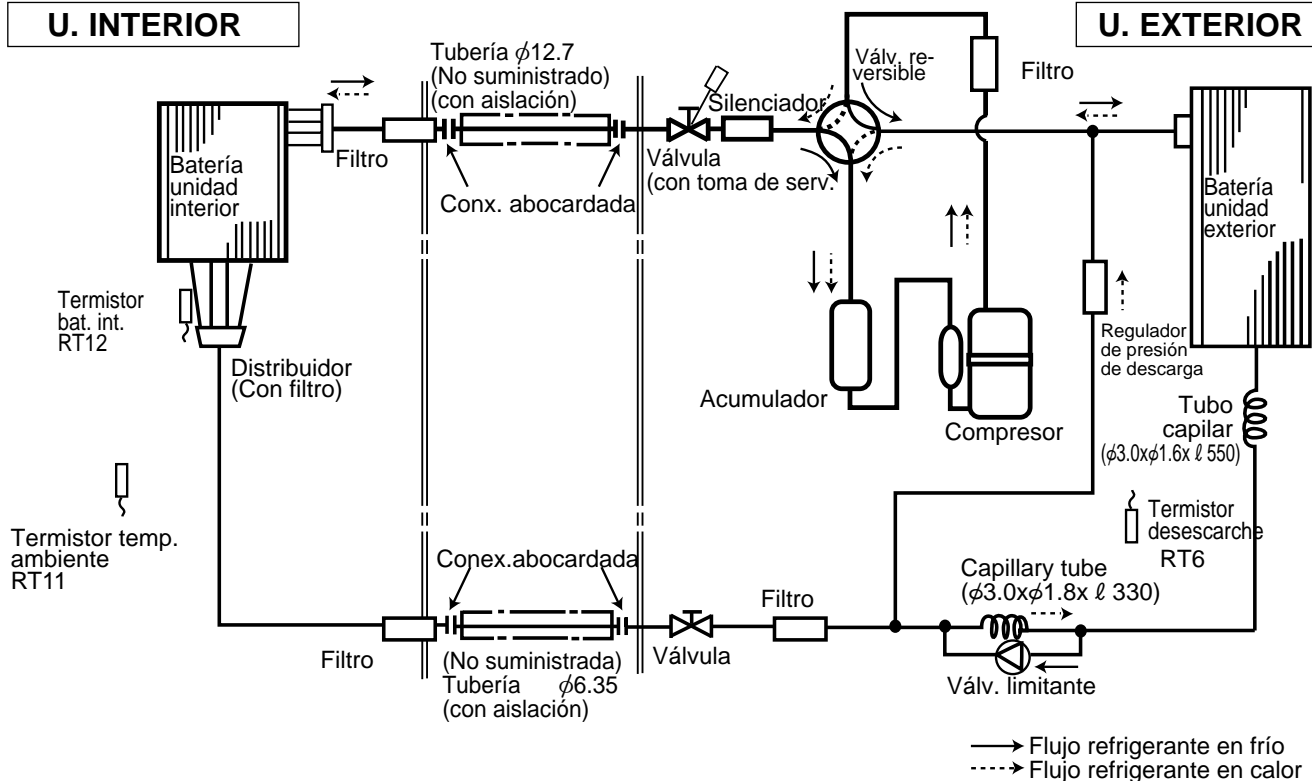 U. INTERIOR
U. EXTERIOR
Tubería ϕ12.7
(No suministrado)
(con aislación)
Válv. re-
versible
Filtro
Silenciador
Filtro
Válvula
(con toma de serv.
Conx. abocardada
Batería
unidad
interior
Batería
unidad
exterior
Termistor
bat. int.
RT12
Distribuidor
(Con filtro)
Acumulador
Compresor
Regulador
de presión
de descarga
Tubo
capilar
(ϕ3.0xϕ1.6x ℓ 550)
Termistor temp.
ambiente
RT11
Termistor
desescarche
RT6
Conex.abocardada
Filtro
Capillary tube
(ϕ3.0xϕ1.8x ℓ 330)
Filtro
(No suministrada)
Tubería ϕ6.35
(con aislación)
Válvula
Válv. limitante
Flujo refrigerante en frío
Flujo refrigerante en calor